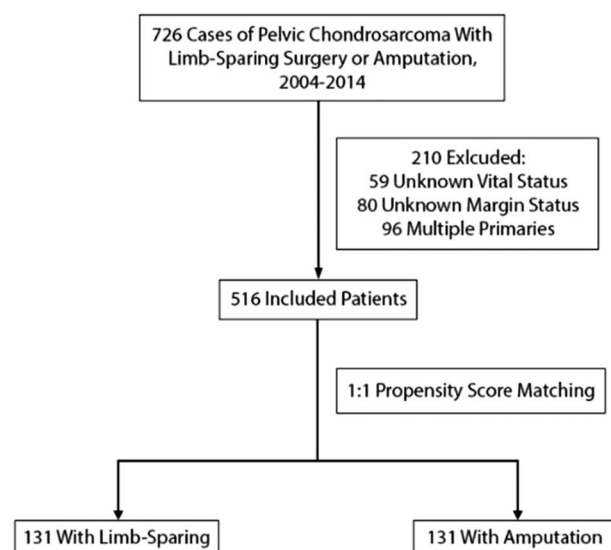 726 Cases of Pelvic Chondrosarcoma With
Limb-Sparing Surgery or Amputation,
2004-2014
210 Exlcuded:
59 Unknown Vital Status
80 Unknown Margin Status
96 Multiple Primaries
516 Included Patients
1:1 Propensity Score Matching
131 With Limb-Sparing
131 With Amputation